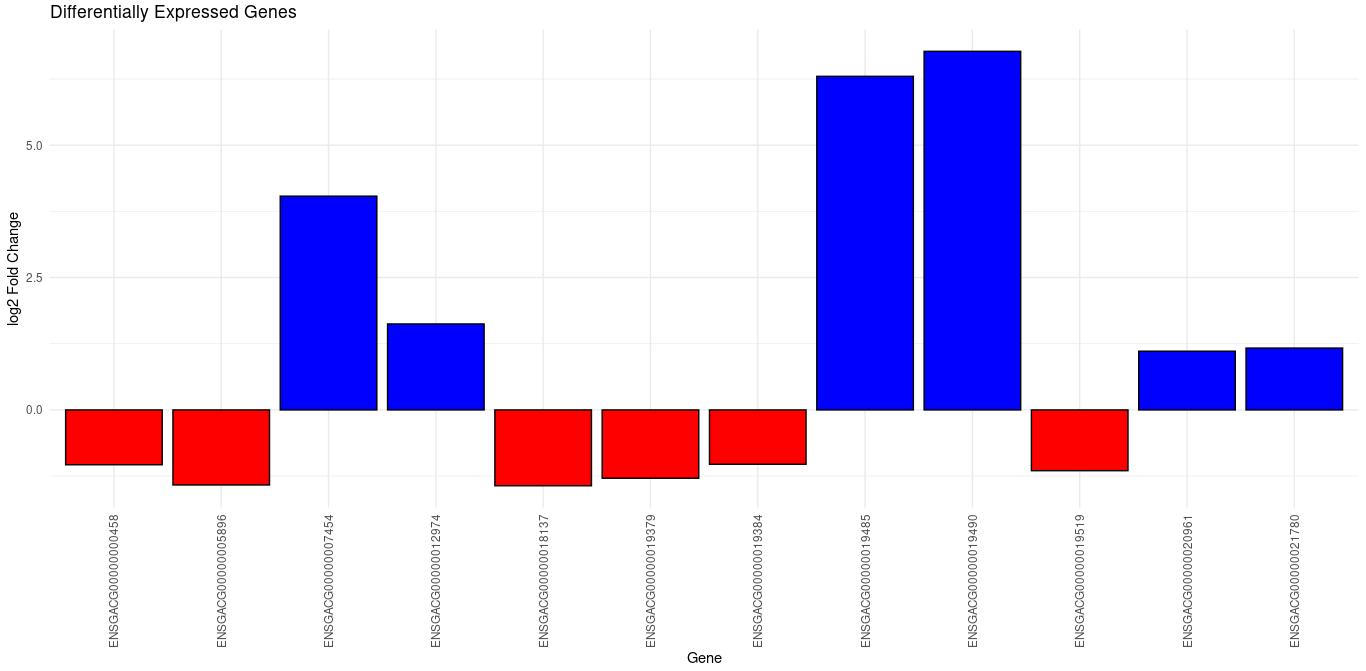 Differentially Expressed Genes
log2 Fold Change
5.0
2.5
0.0
ENSGACG00000000458
ENSGACG00000005896
ENSGACG00000007454
ENSGACG00000012974
ENSGACG00000018137
ENSGACG00000019379
ENSGACG00000019384
ENSGACG00000019485
ENSGACG00000019490
ENSGACG00000019519
ENSGACG00000020961
ENSGACG00000021780
Gene